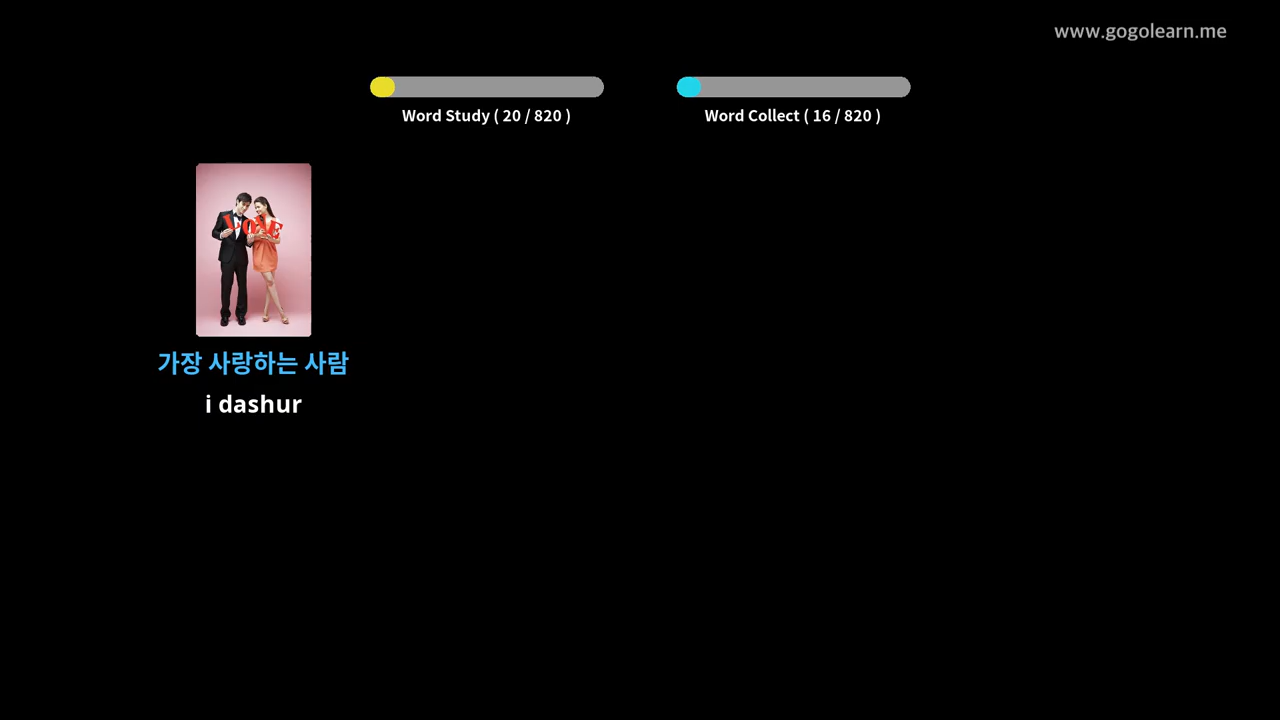 www.gogolearn.me
Word Study ( 20 / 820 )
Word Collect ( 16 / 820 )
LOVE
가장 사랑하는 사람
i dashur